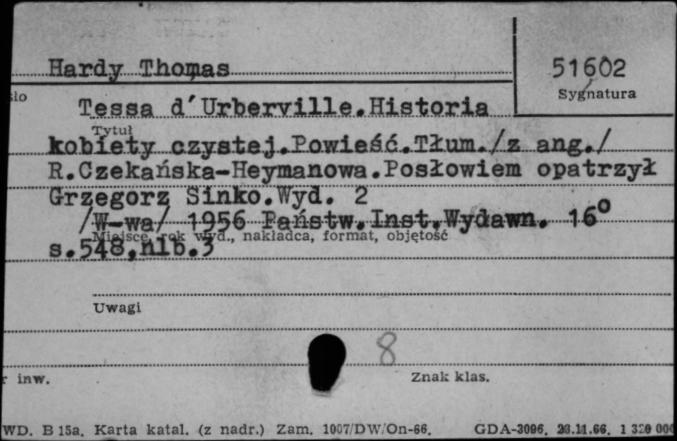 Hardy Thomas
51602
Sygnatura
Tessa d'Urberville.Historia
Tytuł
kobiety czystej.Powieść.Tłum./z ang./
R.Czekańska-Heymanowa.Posłowiem opatrzył
Grzegorz Sinko.Wyd. 2
/W-wa/ 1956 Państw.Inst.Wydawn. 16°
Miejsce, rok wyd., nakładca, format, objętość
s.548,nlb.3
Uwagi
8
r inw.
Znak klas.
WD. B 15a. Karta katal. (z nadr.) Zam. 1007/DW/On-66. GDA-3096. 23.11.66. 1 320 000